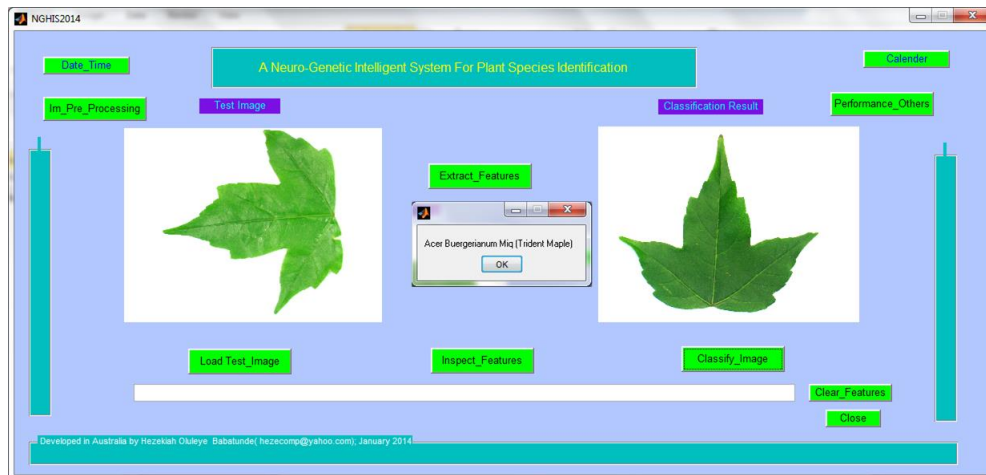 NGHIS2014
Date_Time
A Neuro-Genetic Intelligent System For Plant Species Identification
Calender
Im_Pre_Processing
Test Image
Classification Result
Performance_Others
Extract_Features
Acer Buergerianum Miq (Trident Maple)
OK
Load Test_Image
Inspect_Features
Classify_Image
Clear_Features
Close
Developed in Australia by Hezekiah Oluleye Babatunde( hezecomp@yahoo.com); January 2014